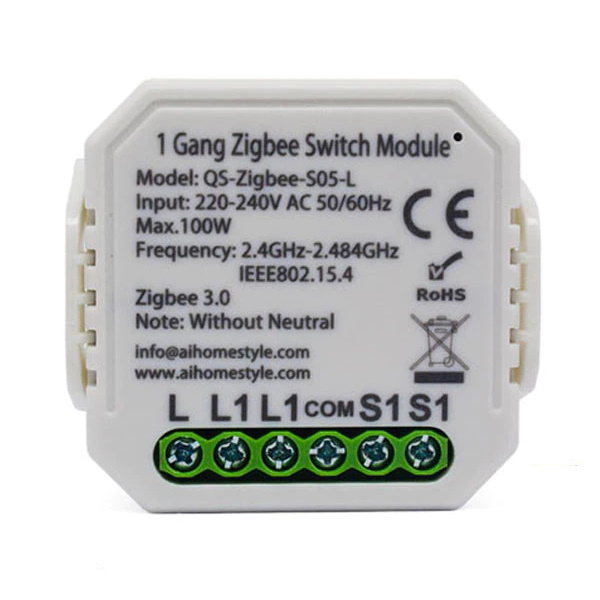 1 Gang Zigbee Switch Module
Model: QS-Zigbee-S05-L
Input: 220-240V AC 50/60Hz
Max.100W
Frequency: 2.4GHz-2.484GHz
IEEE802.15.4
Zigbee 3.0
Note: Without Neutral
info@aihomestyle.com
www.aihomestyle.com
CE
RoHS
L L1 L1 COM S1 S1